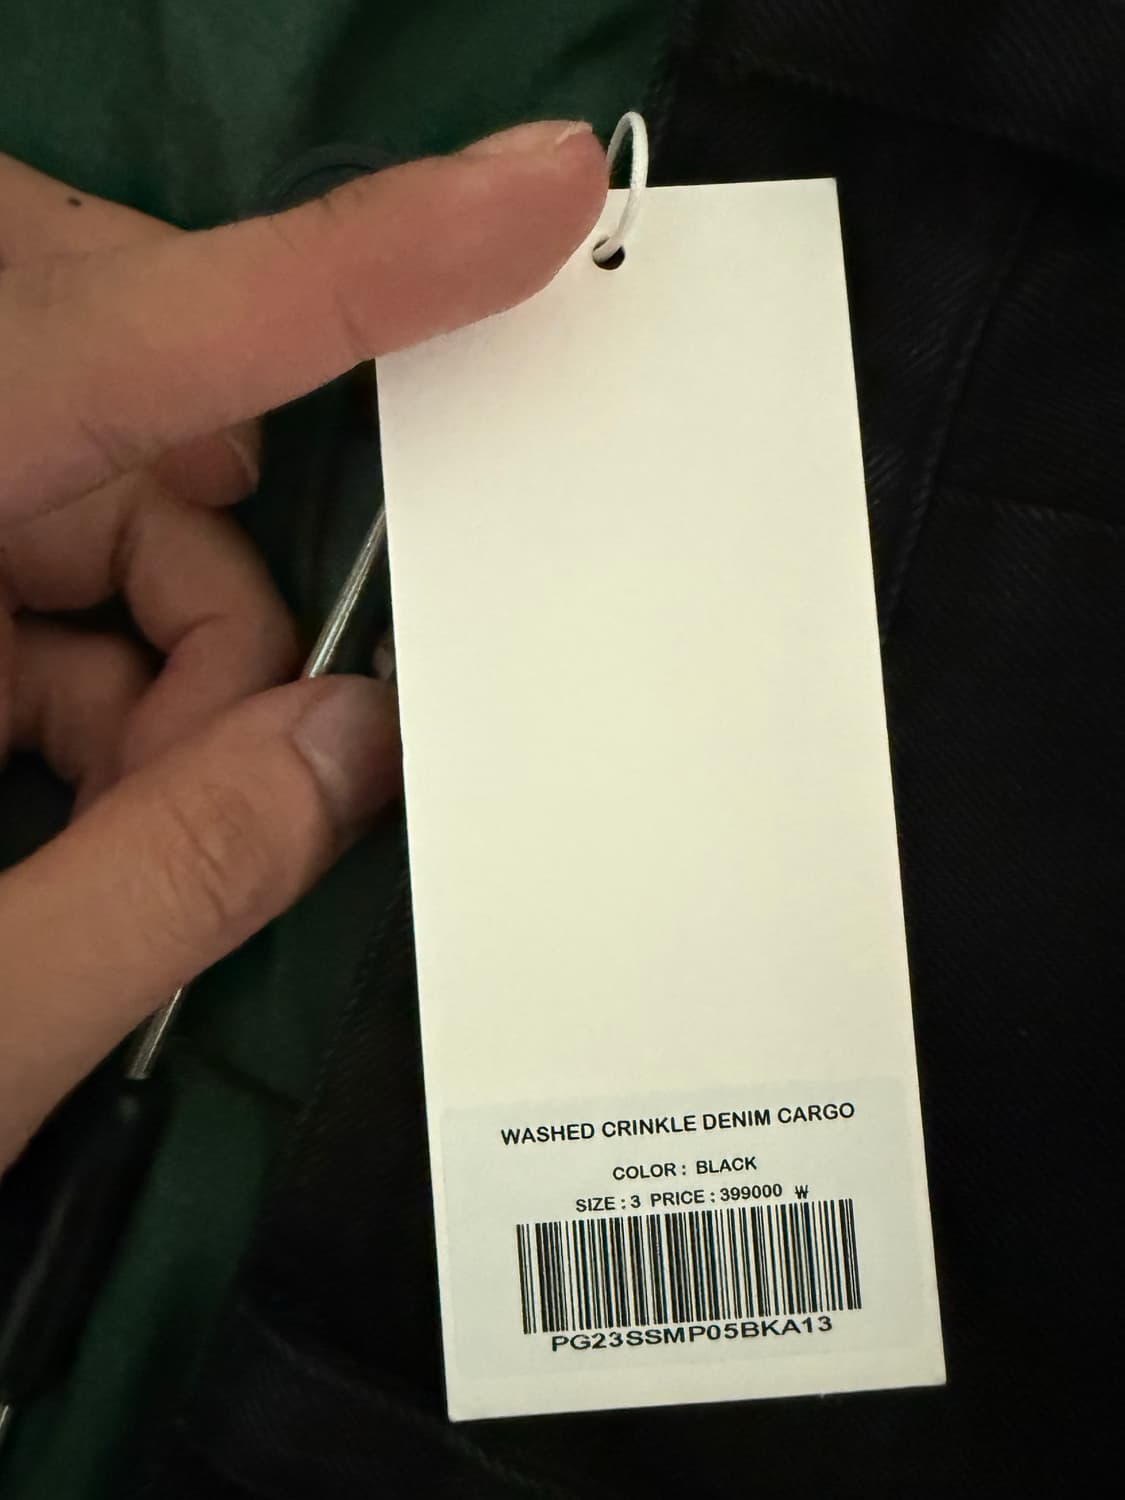 WASHED CRINKLE DENIM CARGO
COLOR : BLACK
SIZE : 3 PRICE : 399000 ₩
PG23SSMP05BKA13